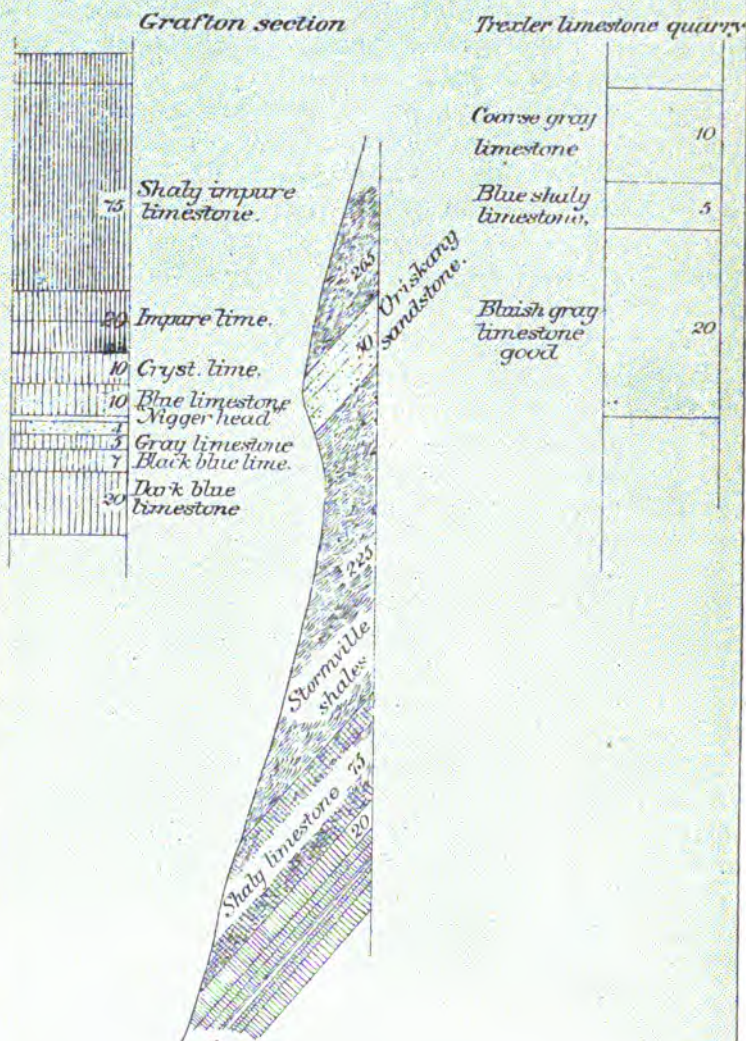 Grafton section
75 Shaly impure
limestone.
20 Impure lime.
10 Cryst. lime.
10 Blue limestone
"Nigger head"
4
5 Gray limestone
7 Black blue lime.
20 Dark blue
limestone
265
Oriskany
sandstone.
50
225
Stormville
shales
Shaly limestone 75
20
Trexler limestone quarry
Coarse gray
limestone
10
Blue shaly
limestone,
5
Bluish gray
limestone
good
20